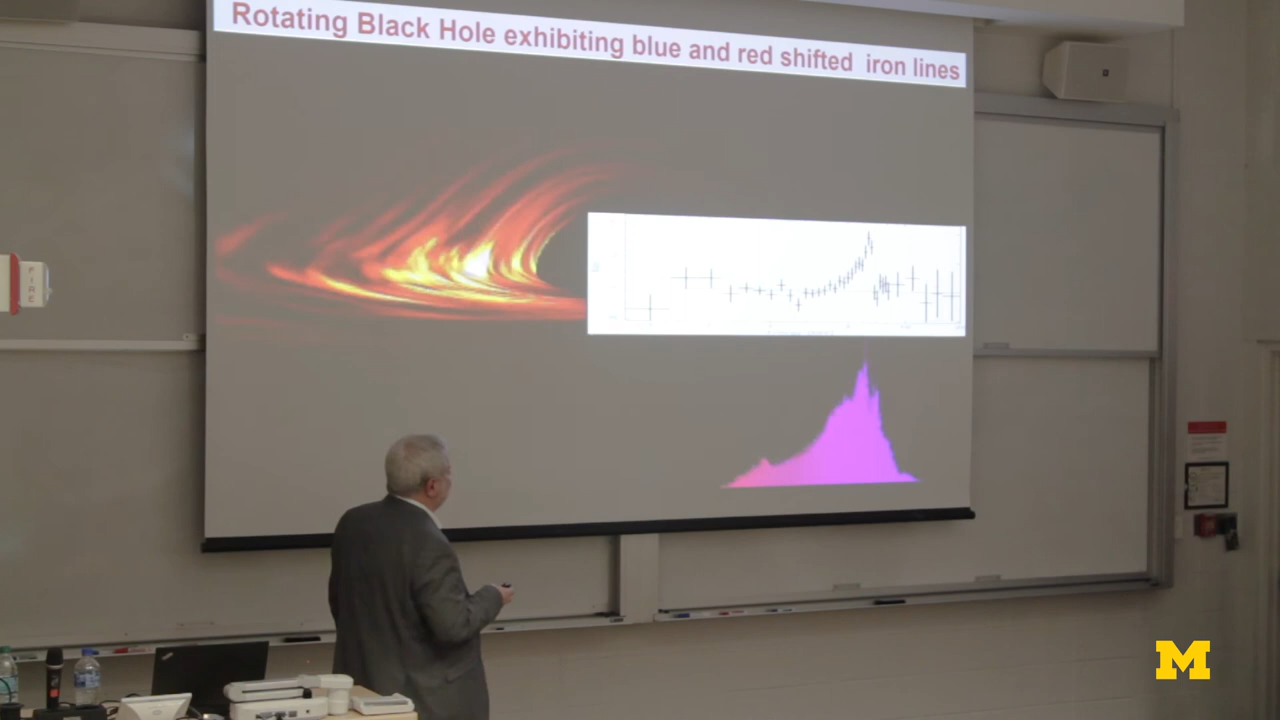 Rotating Black Hole exhibiting blue and red shifted  iron lines
FIRE
M